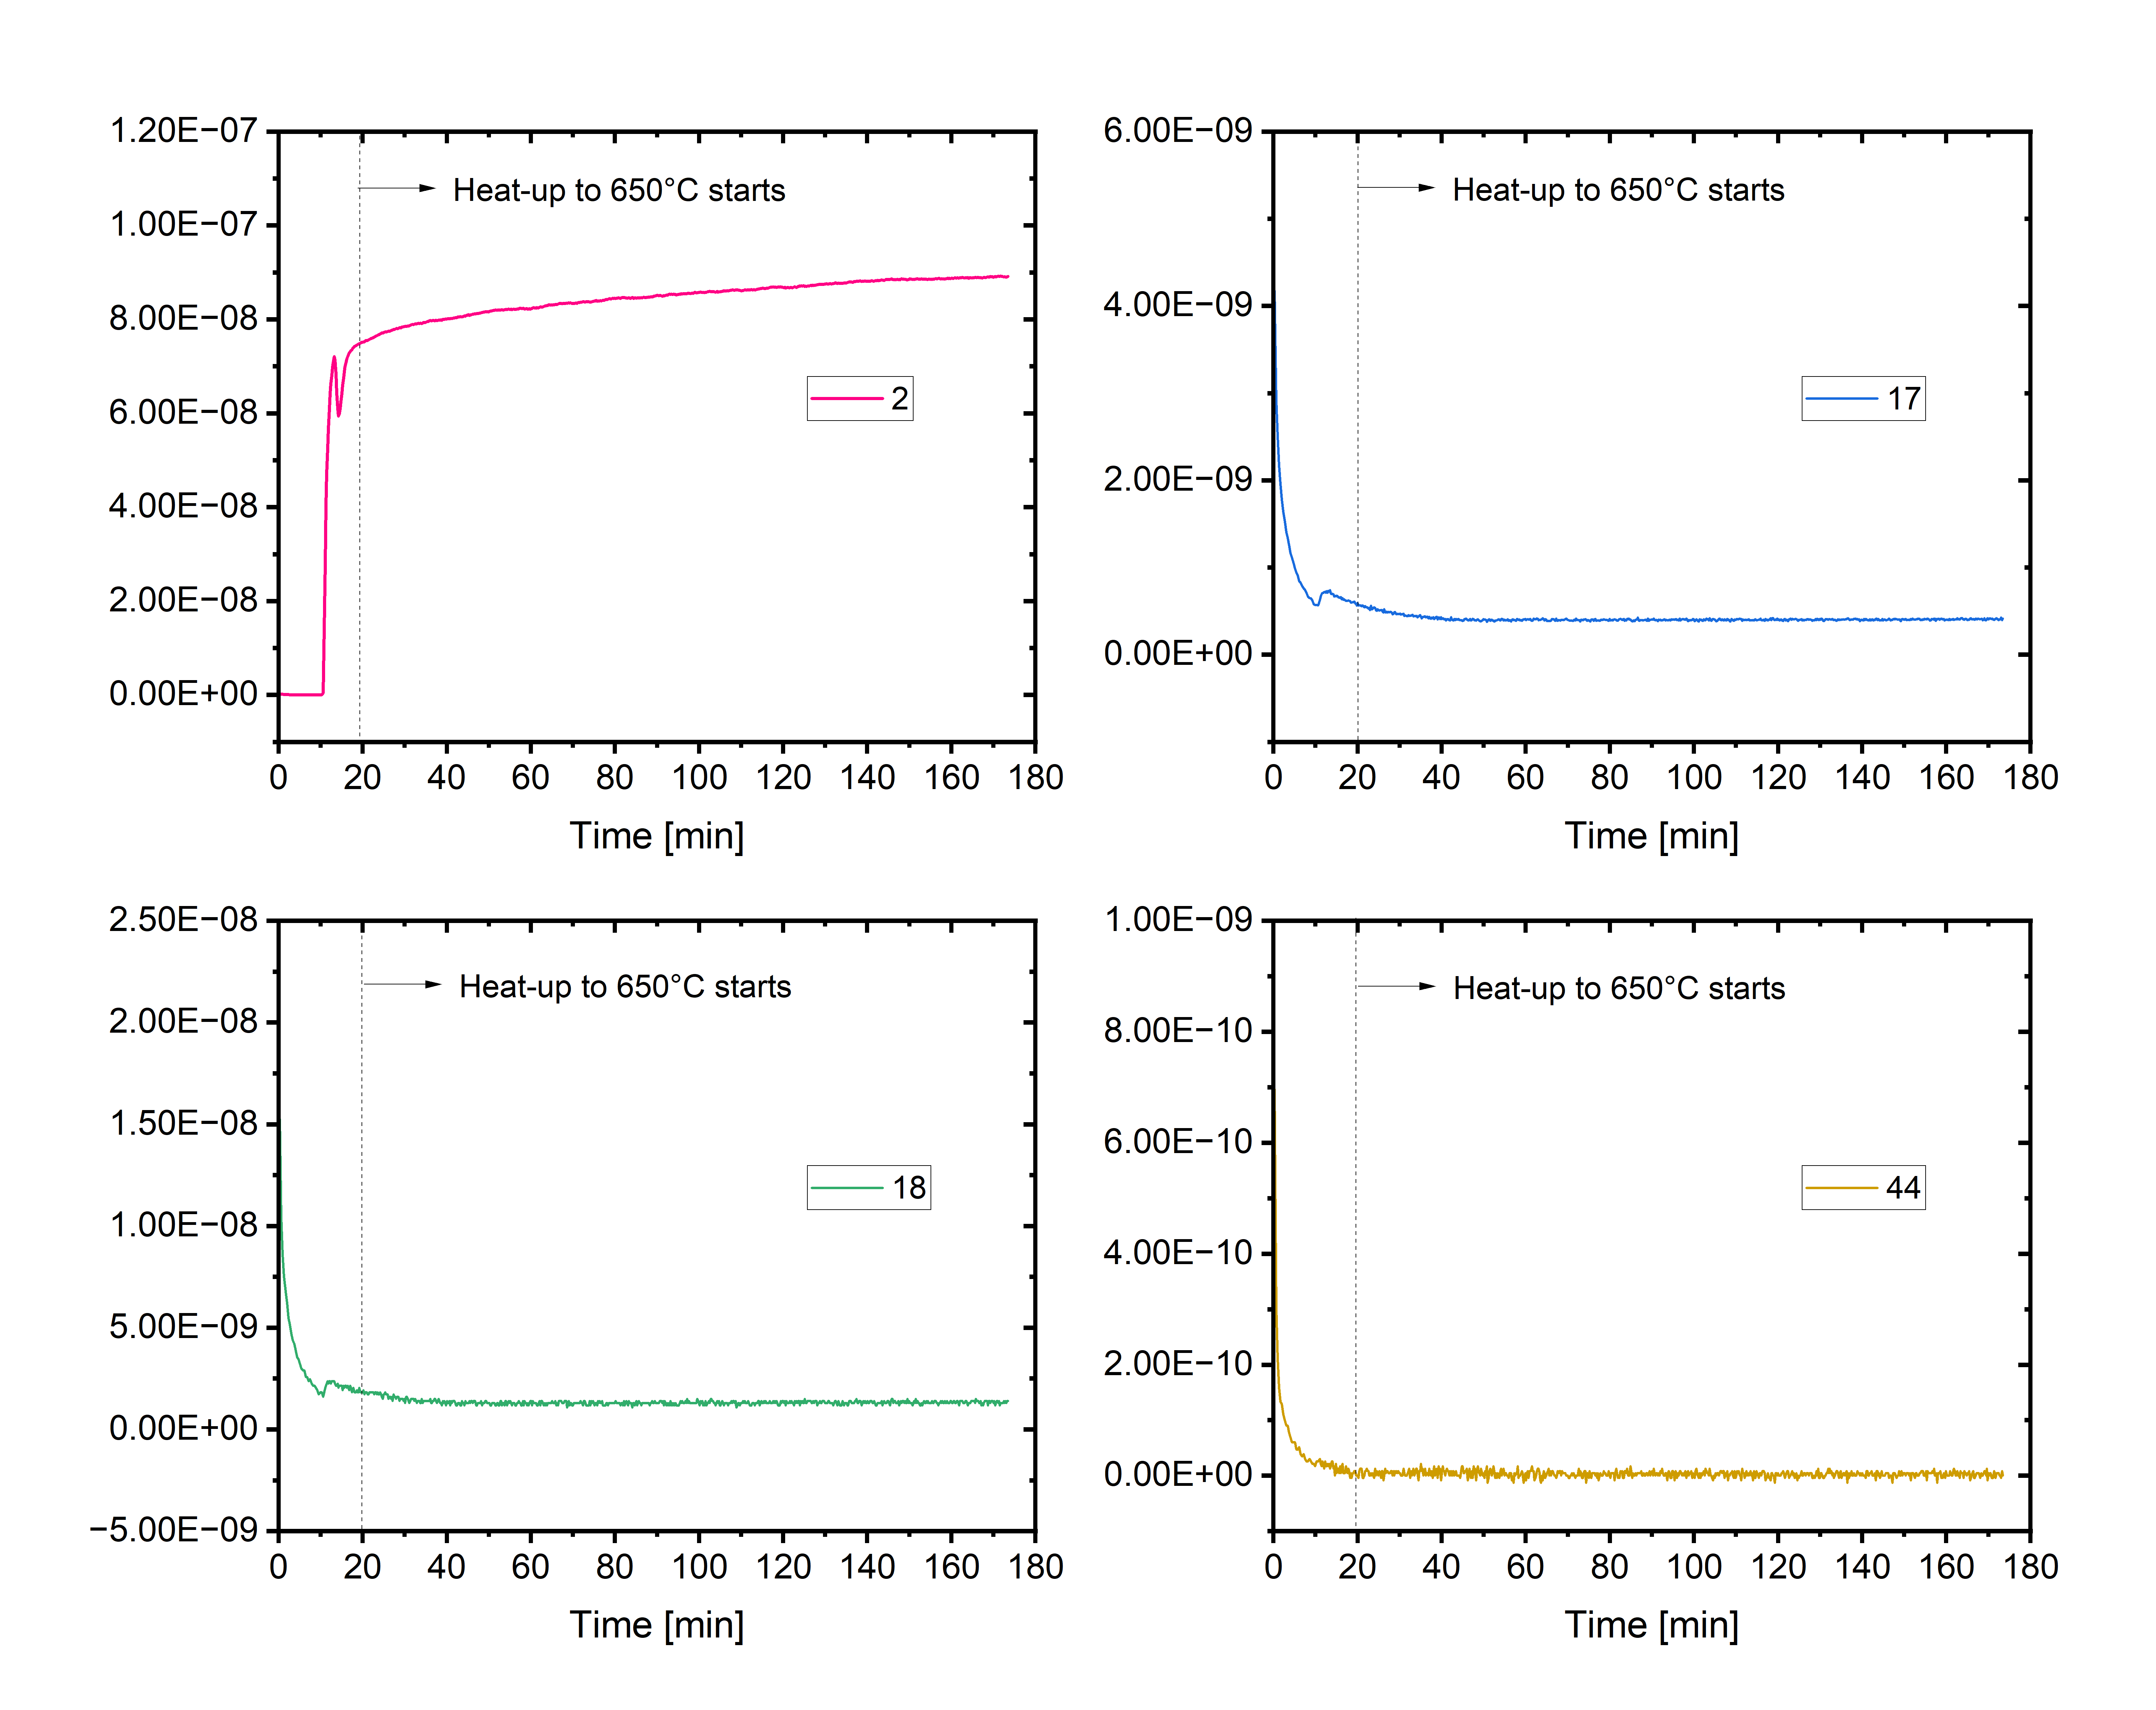 1.20E−07
1.00E−07
8.00E−08
6.00E−08
4.00E−08
2.00E−08
0.00E+00
Heat-up to 650°C starts
2
0 20 40 60 80 100 120 140 160 180
Time [min]
6.00E−09
4.00E−09
2.00E−09
0.00E+00
Heat-up to 650°C starts
17
0 20 40 60 80 100 120 140 160 180
Time [min]
2.50E−08
2.00E−08
1.50E−08
1.00E−08
5.00E−09
0.00E+00
−5.00E−09
Heat-up to 650°C starts
18
0 20 40 60 80 100 120 140 160 180
Time [min]
1.00E−09
8.00E−10
6.00E−10
4.00E−10
2.00E−10
0.00E+00
Heat-up to 650°C starts
44
0 20 40 60 80 100 120 140 160 180
Time [min]